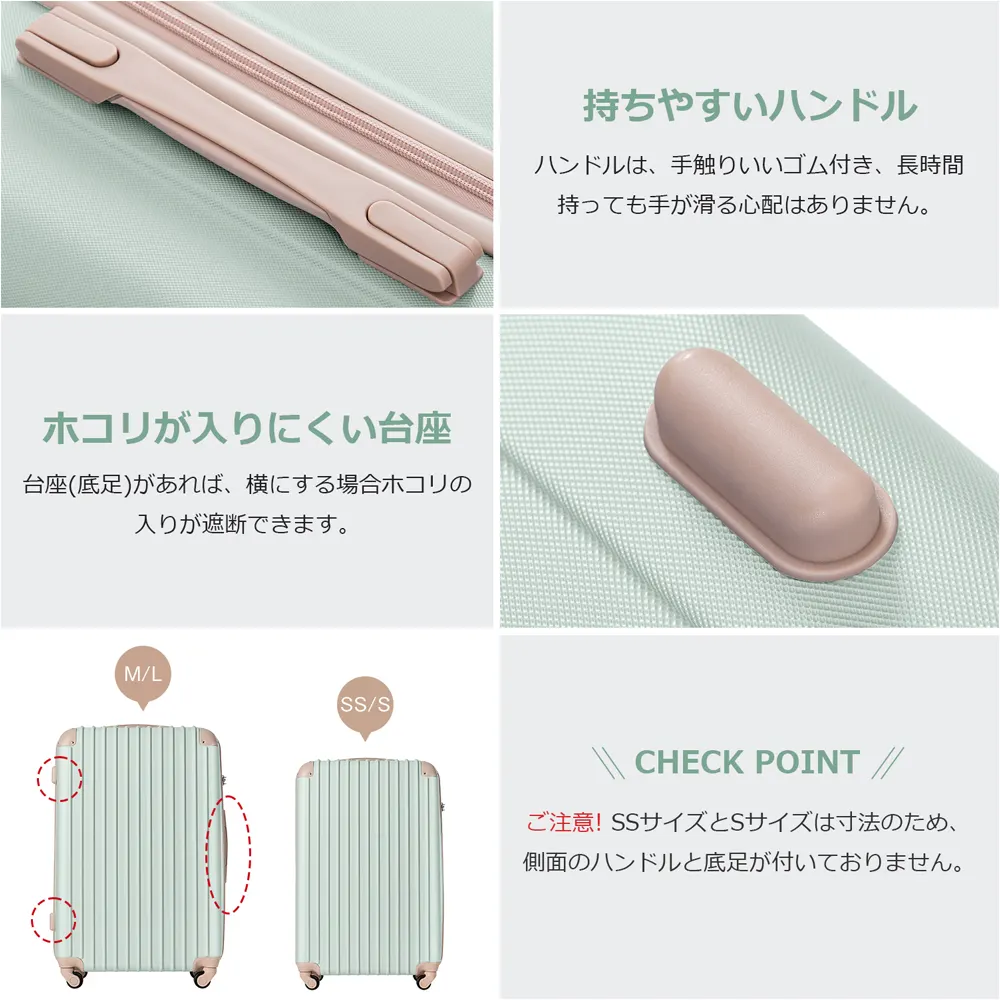 持ちやすいハンドル
ハンドルは、手触りいいゴム付き、長時間
持っても手が滑る心配はありません。
ホコリが入りにくい台座
台座(底足)があれば、横にする場合ホコリの
入りが遮断できます。
M/L
SS/S
CHECK POINT
ご注意! SSサイズとSサイズは寸法のため、
側面のハンドルと底足が付いておりません。